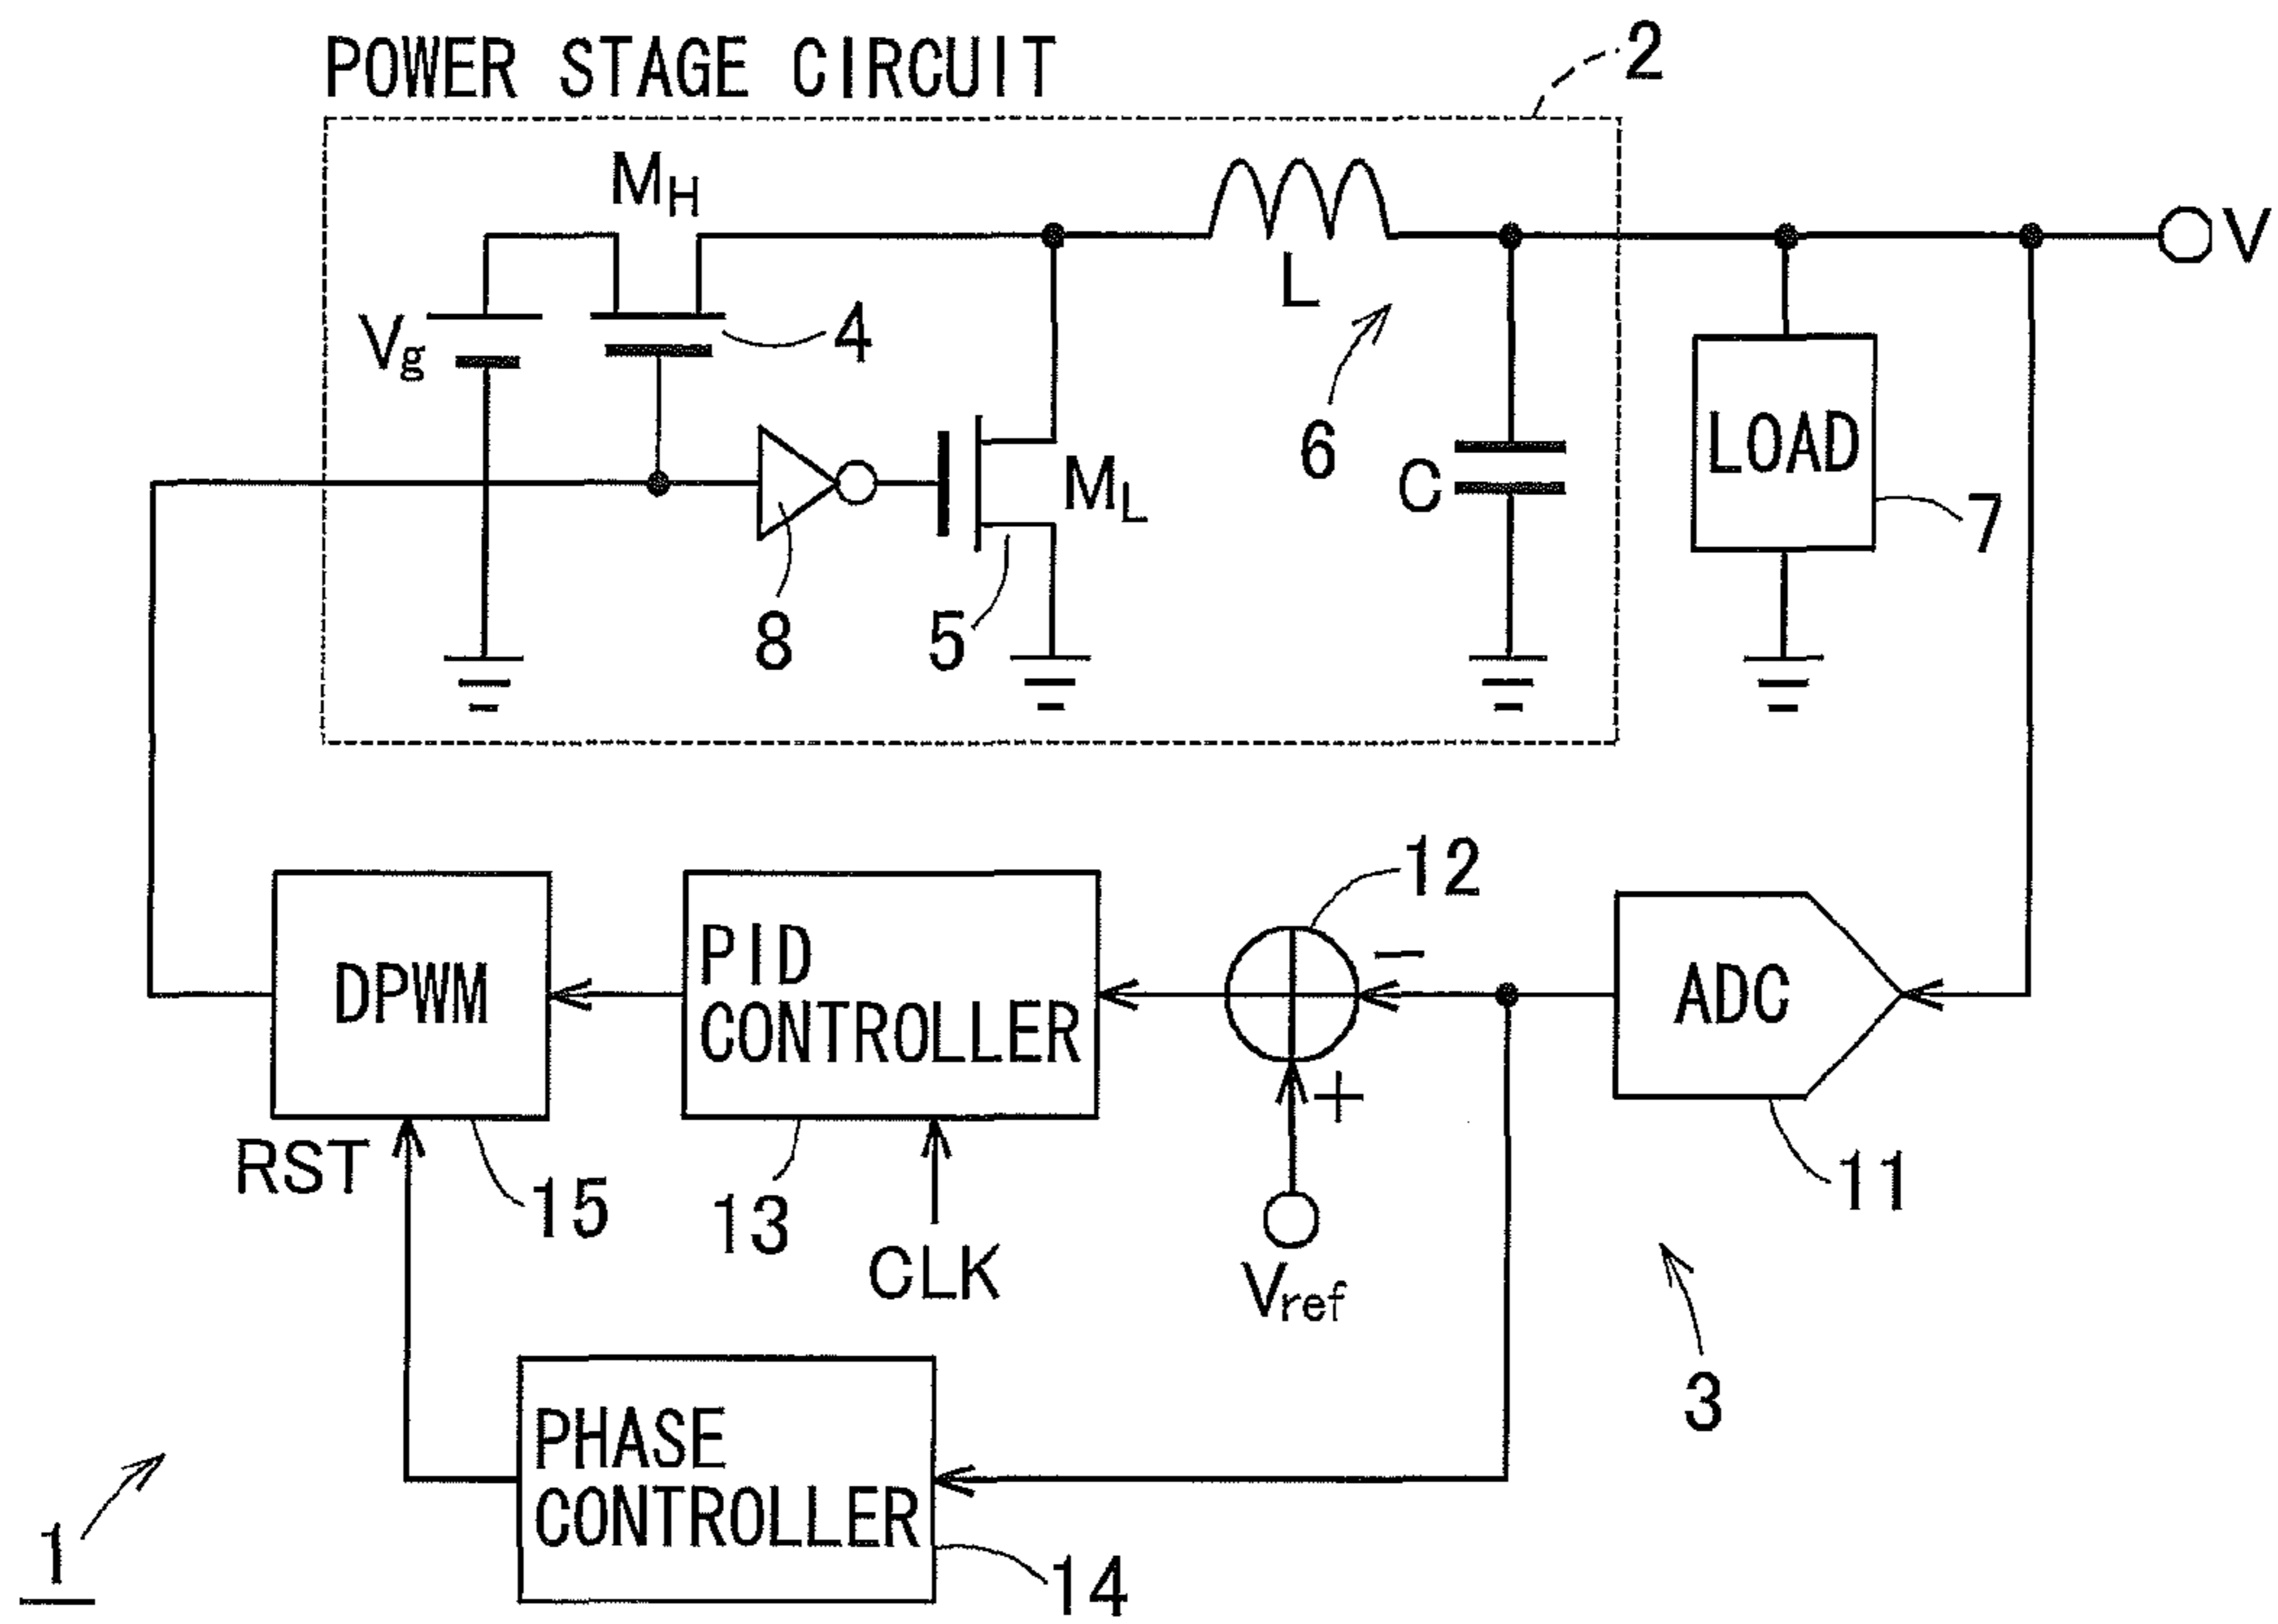 POWER STAGE CIRCUIT
2
MH
Vg
4
L
V
6
C
LOAD
7
ML
8
5
12
DPWM
PID
CONTROLLER
−
ADC
+
RST
15
13
CLK
Vref
11
3
PHASE
CONTROLLER
14
1